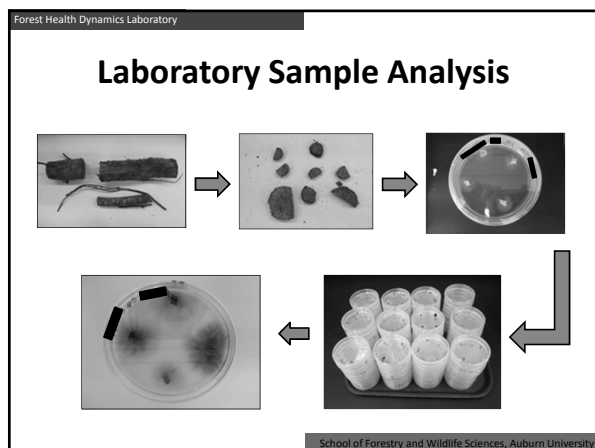 Forest Health Dynamics Laboratory
Laboratory Sample Analysis
School of Forestry and Wildlife Sciences, Auburn University